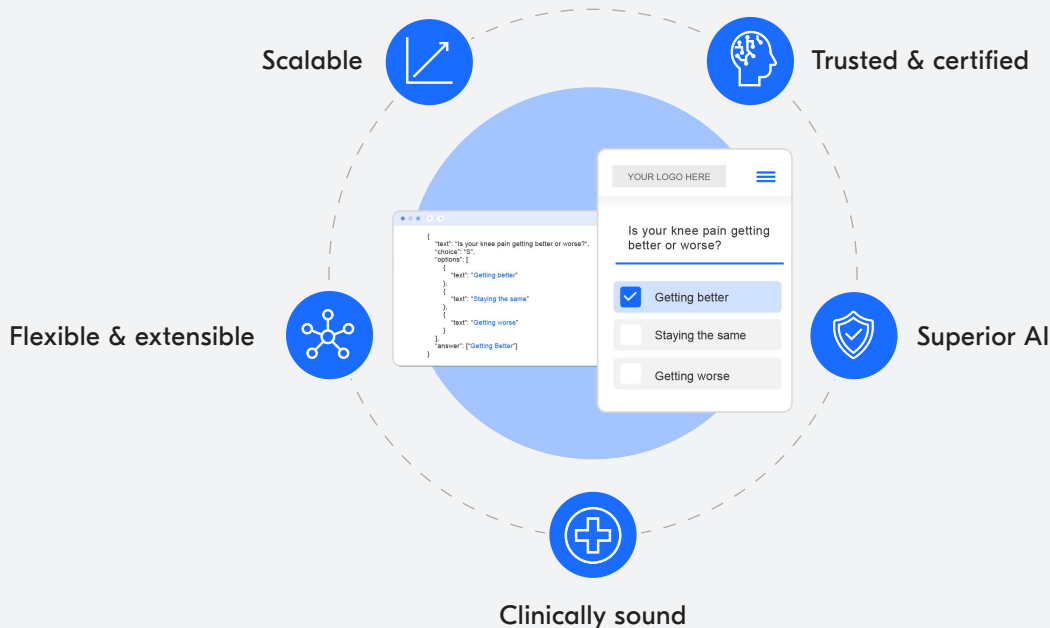 Scalable
Trusted & certified
YOUR LOGO HERE
{
"text": "Is your knee pain getting better or worse?",
"choice": "S",
"options": [
{
"text": "Getting better"
},
{
"text": "Staying the same"
},
{
"text": "Getting worse"
}
],
"answer": ["Getting Better"]
}
Is your knee pain getting
better or worse?
Getting better
Staying the same
Getting worse
Flexible & extensible
Superior AI
Clinically sound